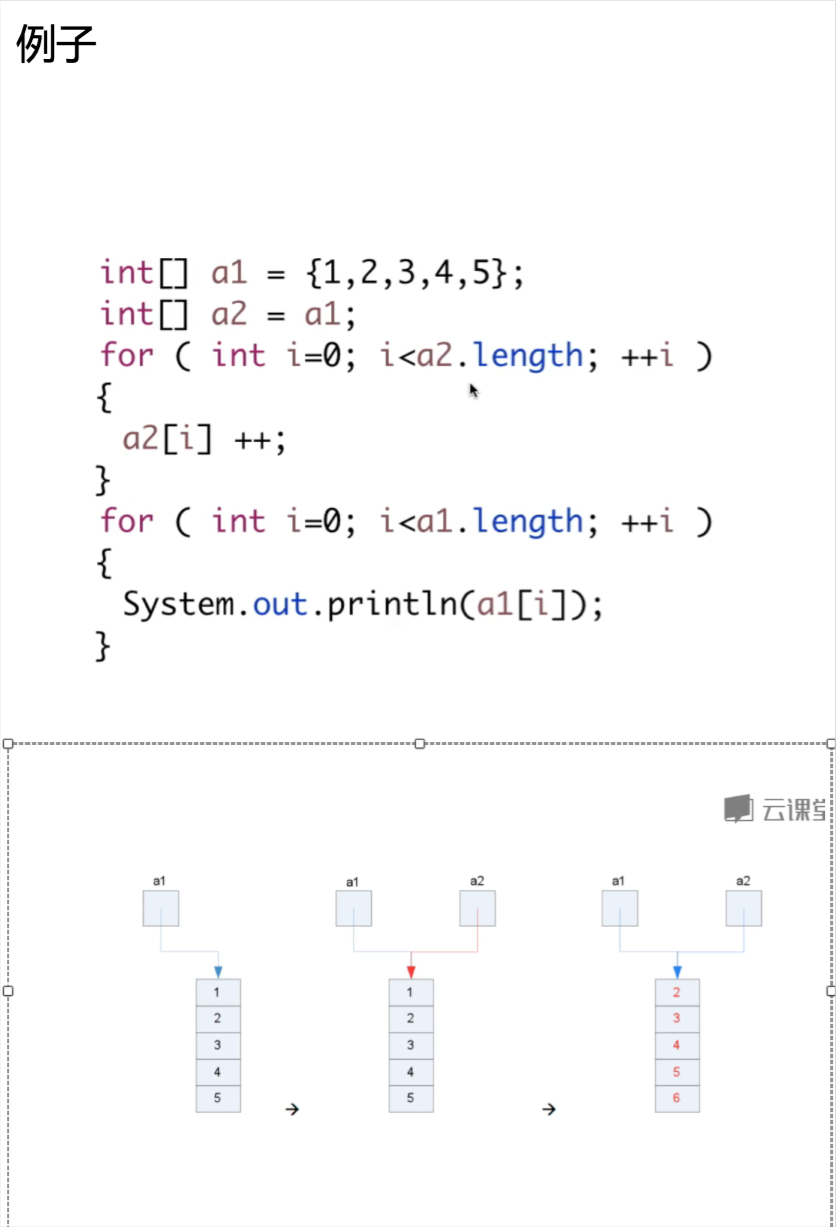 例子
int[] a1 = {1,2,3,4,5};
int[] a2 = a1;
for ( int i=0; i<a2.length; ++i )
{
a2[i] ++;
}
for ( int i=0; i<a1.length; ++i )
{
System.out.println(a1[i]);
}
云课堂
a1 a1 a2 a1 a2
1 1 2
2 2 3
3 3 4
4 4 5
5 5 6
→ →